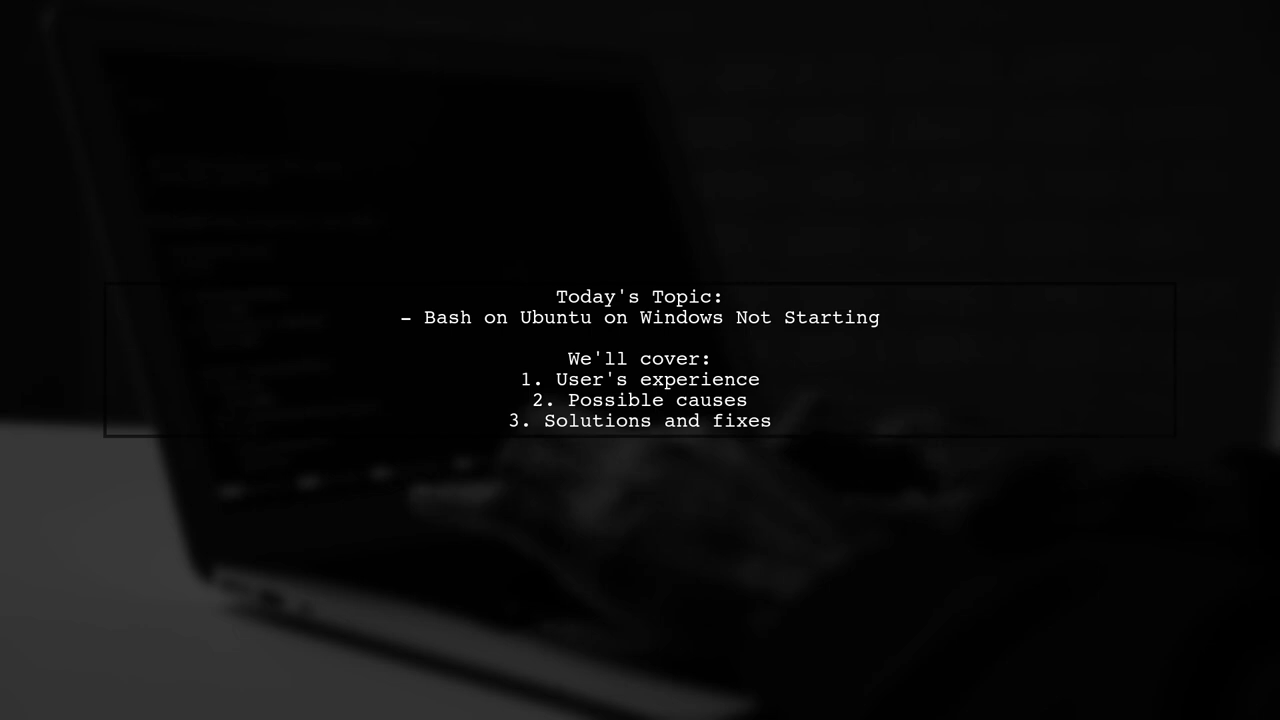 Today's Topic:
- Bash on Ubuntu on Windows Not Starting
We'll cover:
1. User's experience
2. Possible causes
3. Solutions and fixes